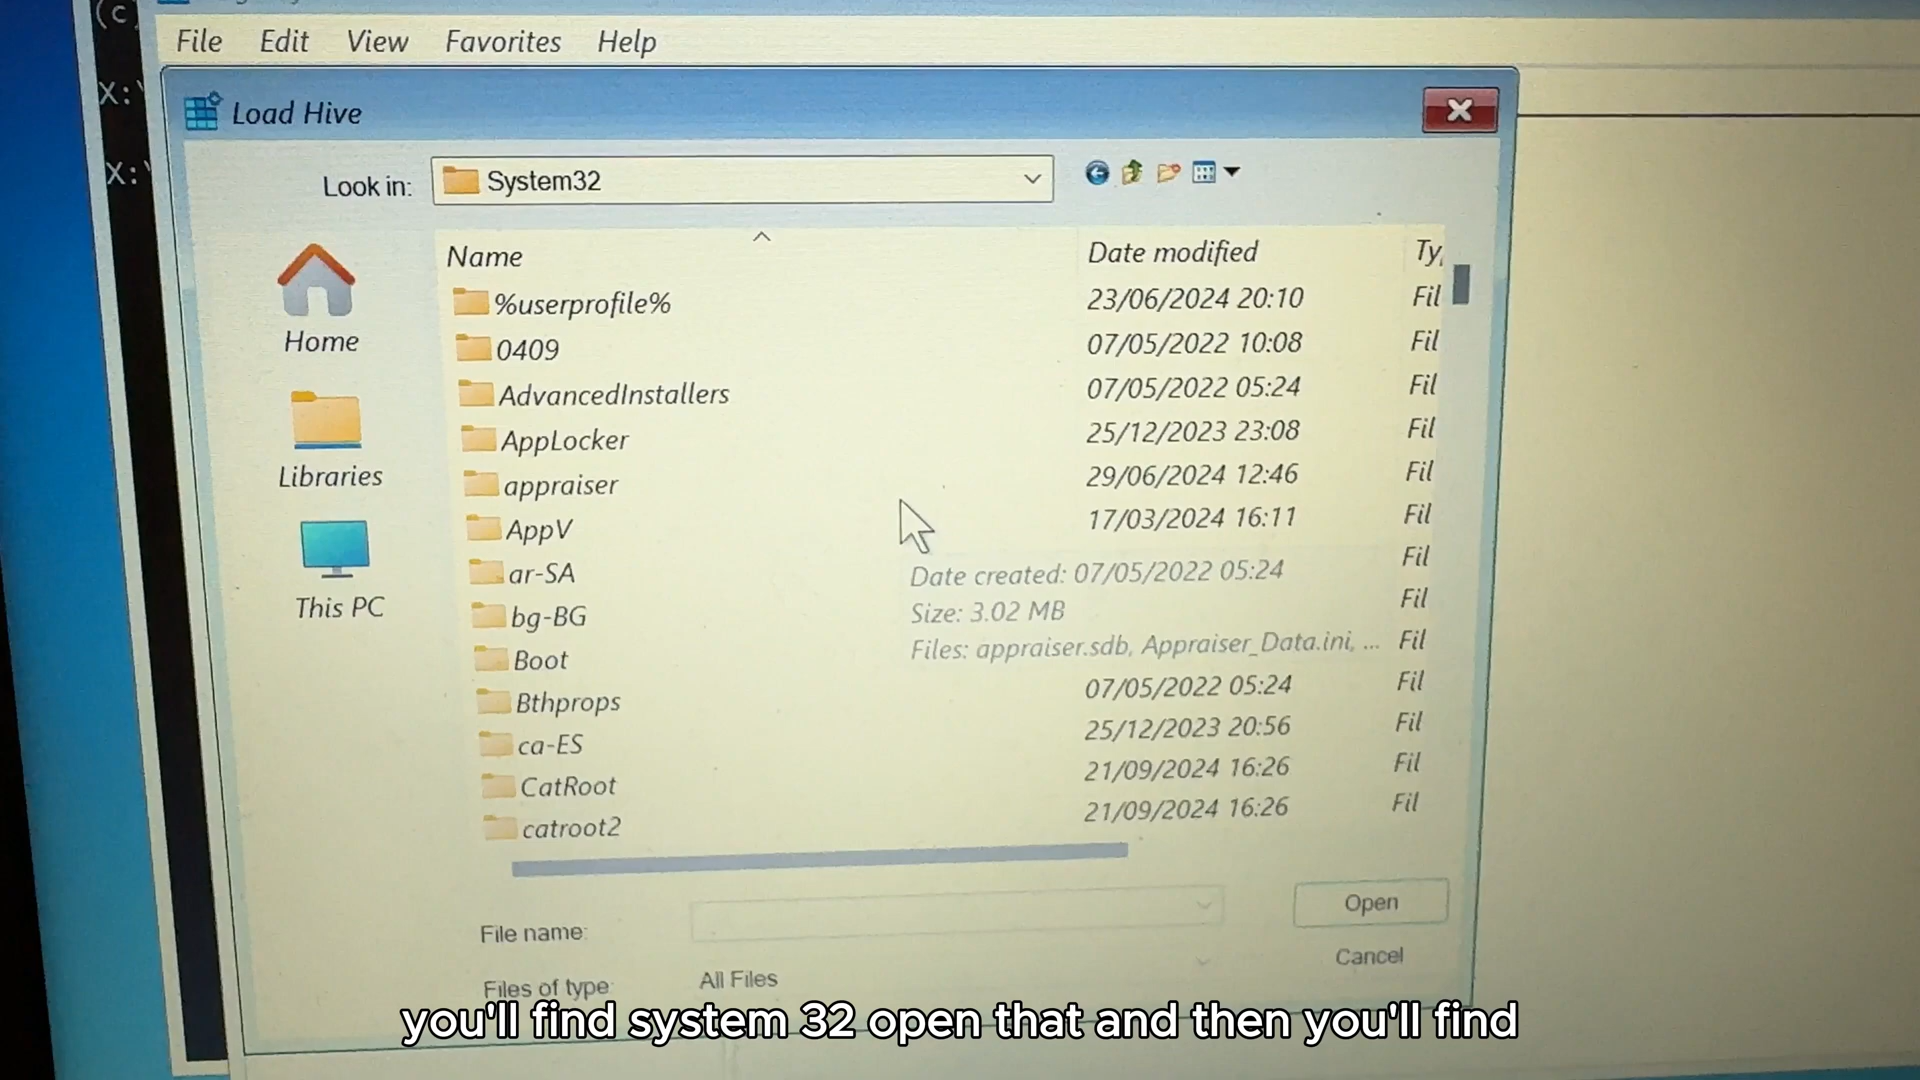 (c
File Edit View Favorites Help
X:\
Load Hive
X:\
Look in: System32
Name Date modified Ty
%userprofile% 23/06/2024 20:10 Fil
0409 07/05/2022 10:08 Fil
AdvancedInstallers 07/05/2022 05:24 Fil
AppLocker 25/12/2023 23:08 Fil
appraiser 29/06/2024 12:46 Fil
AppV 17/03/2024 16:11 Fil
ar-SA Fil
bg-BG Fil
Boot Fil
Bthprops 07/05/2022 05:24 Fil
ca-ES 25/12/2023 20:56 Fil
CatRoot 21/09/2024 16:26 Fil
catroot2 21/09/2024 16:26 Fil
Date created: 07/05/2022 05:24
Size: 3.02 MB
Files: appraiser.sdb, Appraiser_Data.ini, ...
Home
Libraries
This PC
File name: Open
Files of type: All Files Cancel
you'll find system 32 open that and then you'll find